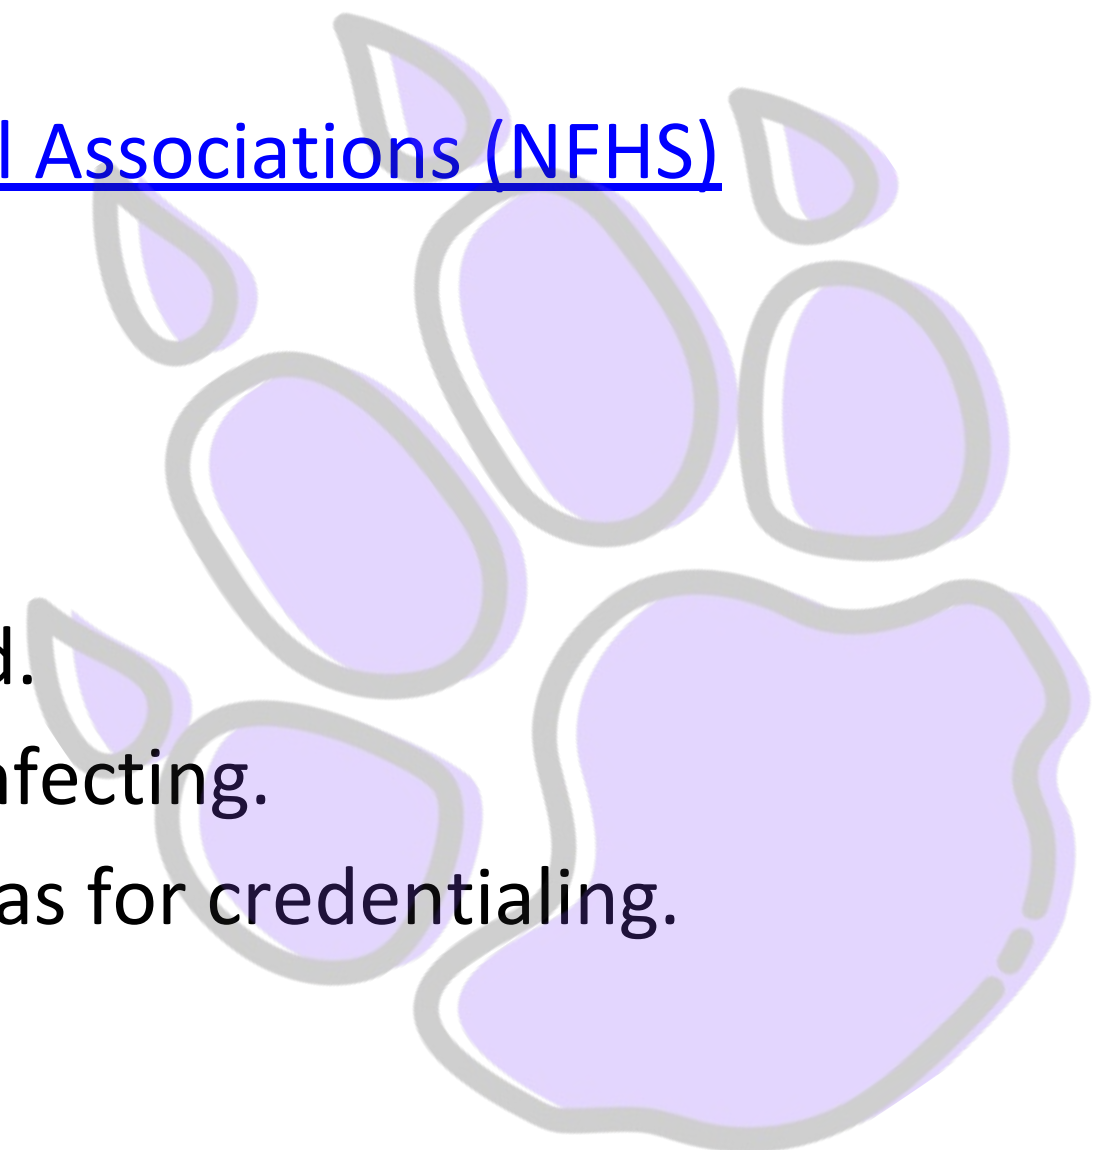 l Associations (NFHS)
d.
nfecting.
as for credentialing.